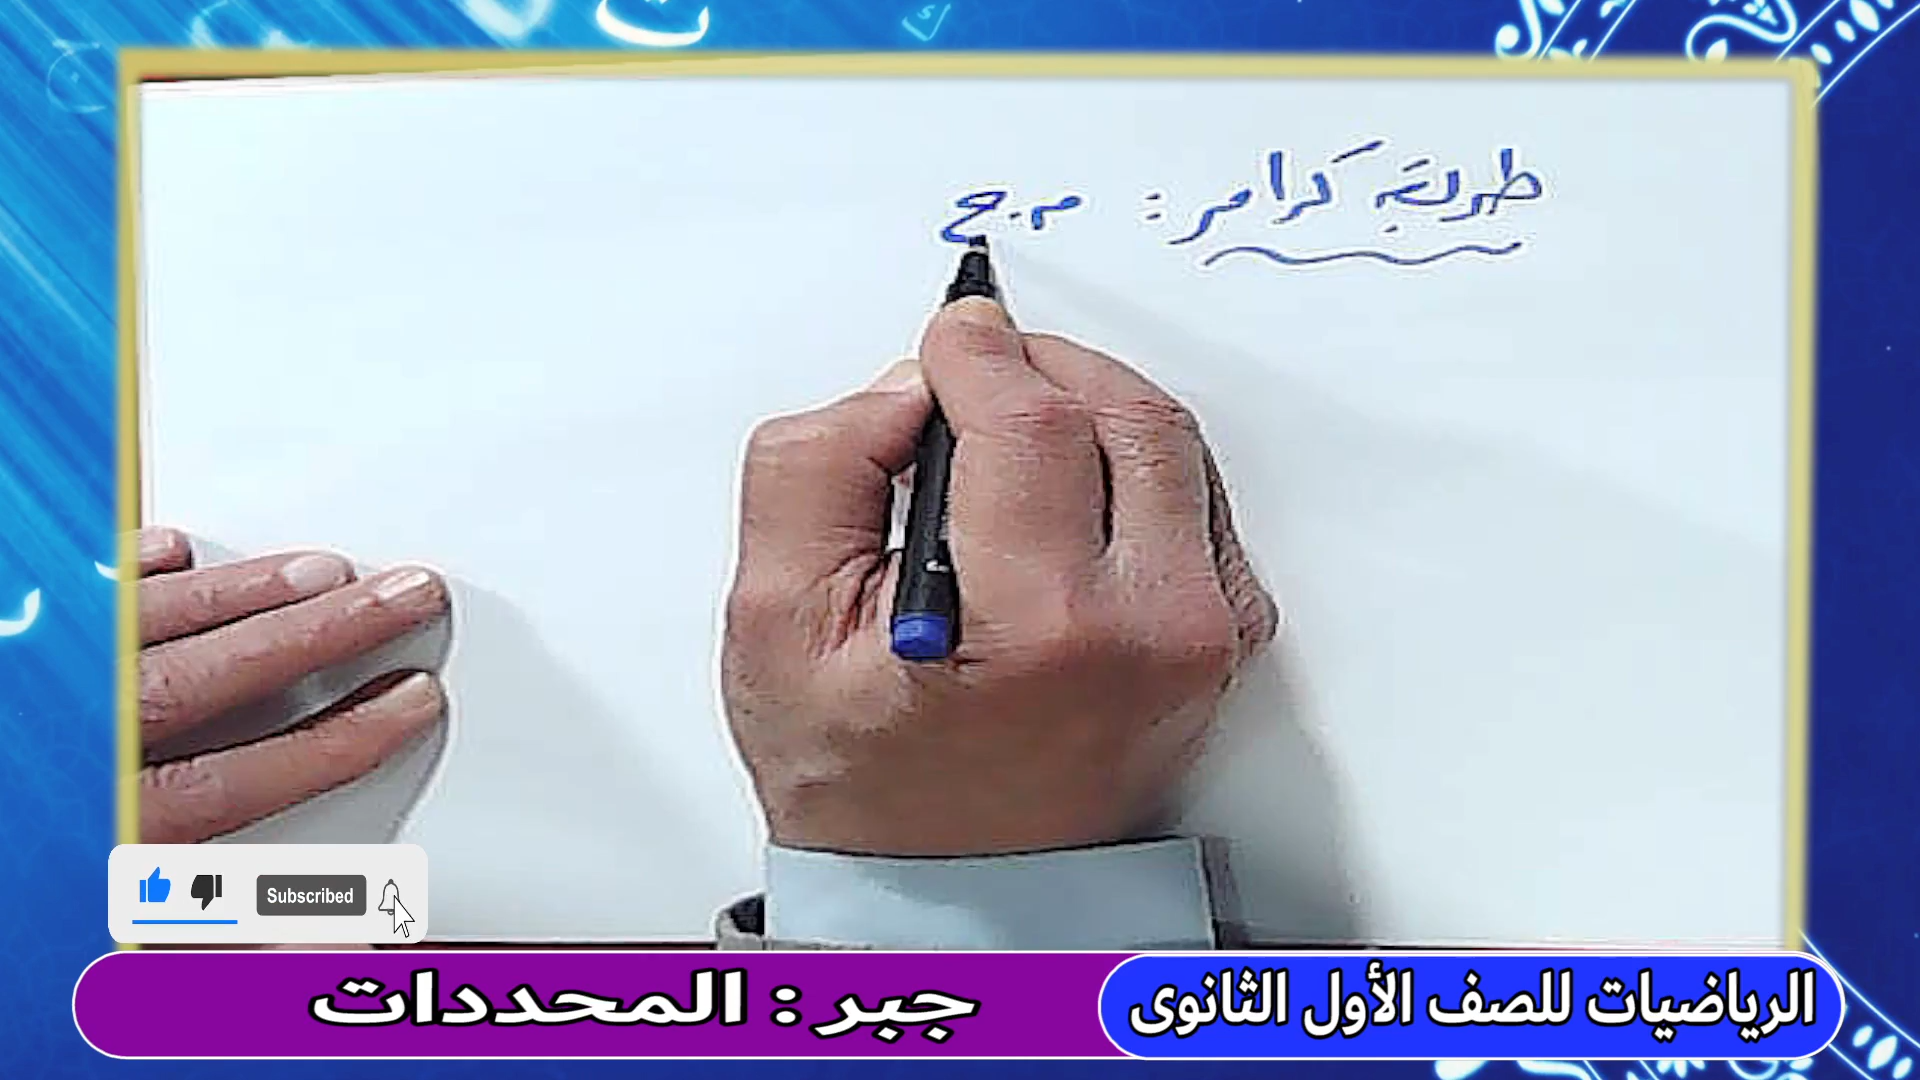 طريقة كرامر : م.ح
Subscribed
الرياضيات للصف الأول الثانوى
جبر : المحددات